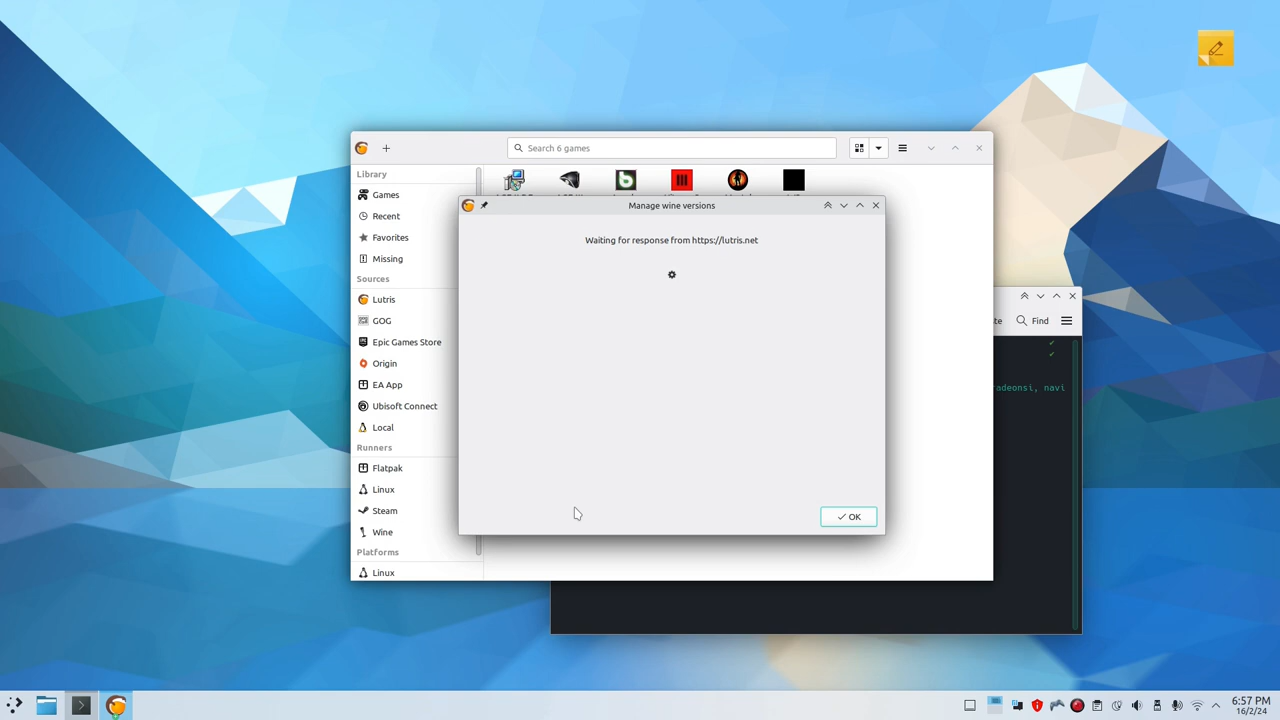 Search 6 games
Library
Games
Recent
Favorites
Missing
Sources
Lutris
GOG
Epic Games Store
Origin
EA App
Ubisoft Connect
Local
Runners
Flatpak
Linux
Steam
Wine
Platforms
Linux
Manage wine versions
Waiting for response from https://lutris.net
OK
Find
adeonsi, navi
6:57 PM
16/2/24